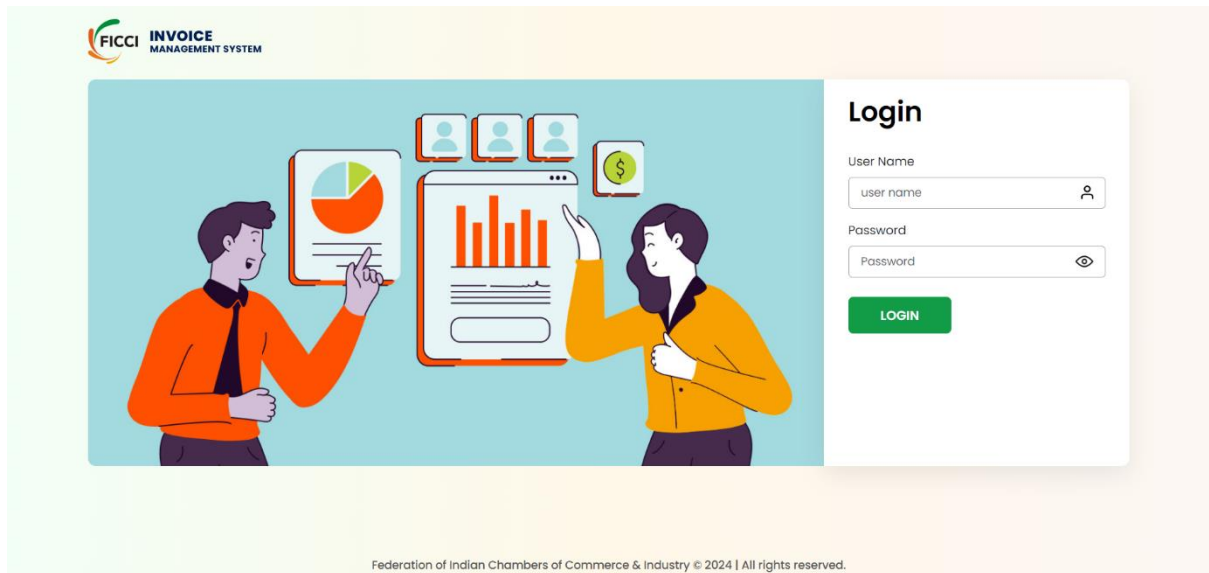 FICCI
INVOICE
MANAGEMENT SYSTEM
Login
User Name
user name
Password
Password
LOGIN
$
Federation of Indian Chambers of Commerce & Industry © 2024 | All rights reserved.